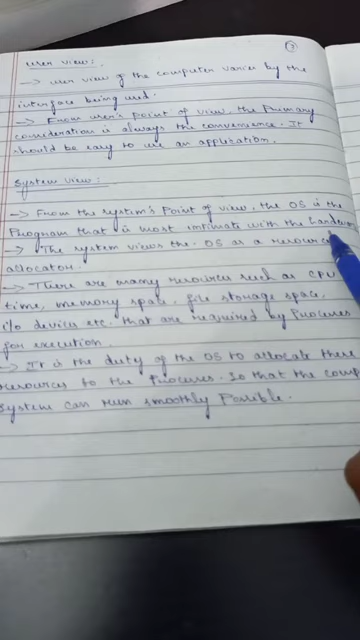 7
User view:
→ user view of the computer varies by the
interface being used.
→ From user's point of view, the primary
consideration is always the convenience. It
should be easy to use an application.
System view:
→ From the system's point of view, the OS is the
Program that is most intimate with the hardware
→ The system views the OS as a resource
allocator.
→ There are many resources such as CPU
time, memory space, file storage space,
i/o devices etc. that are required by Process
for execution.
→ It is the duty of the OS to allocate these
resources to the Processes. So that the comp
system can run smoothly Possible.